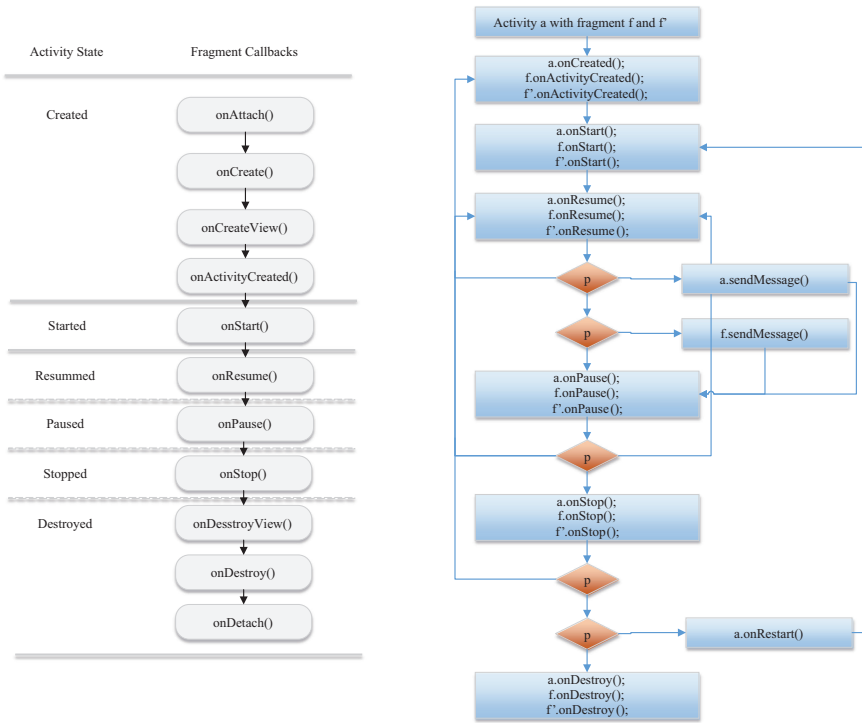 Activity State
Fragment Callbacks
Created
onAttach()
onCreate()
onCreateView()
onActivityCreated()
Started
onStart()
Resummed
onResume()
Paused
onPause()
Stopped
onStop()
Destroyed
onDesstroyView()
onDestroy()
onDetach()
Activity a with fragment f and f'
a.onCreated();
f.onActivityCreated();
f'.onActivityCreated();
a.onStart();
f.onStart();
f'.onStart();
a.onResume();
f.onResume();
f'.onResume();
p
a.sendMessage()
p
f.sendMessage()
a.onPause();
f.onPause();
f'.onPause();
p
a.onStop();
f.onStop();
f'.onStop();
p
p
a.onRestart()
a.onDestroy();
f.onDestroy();
f'.onDestroy();